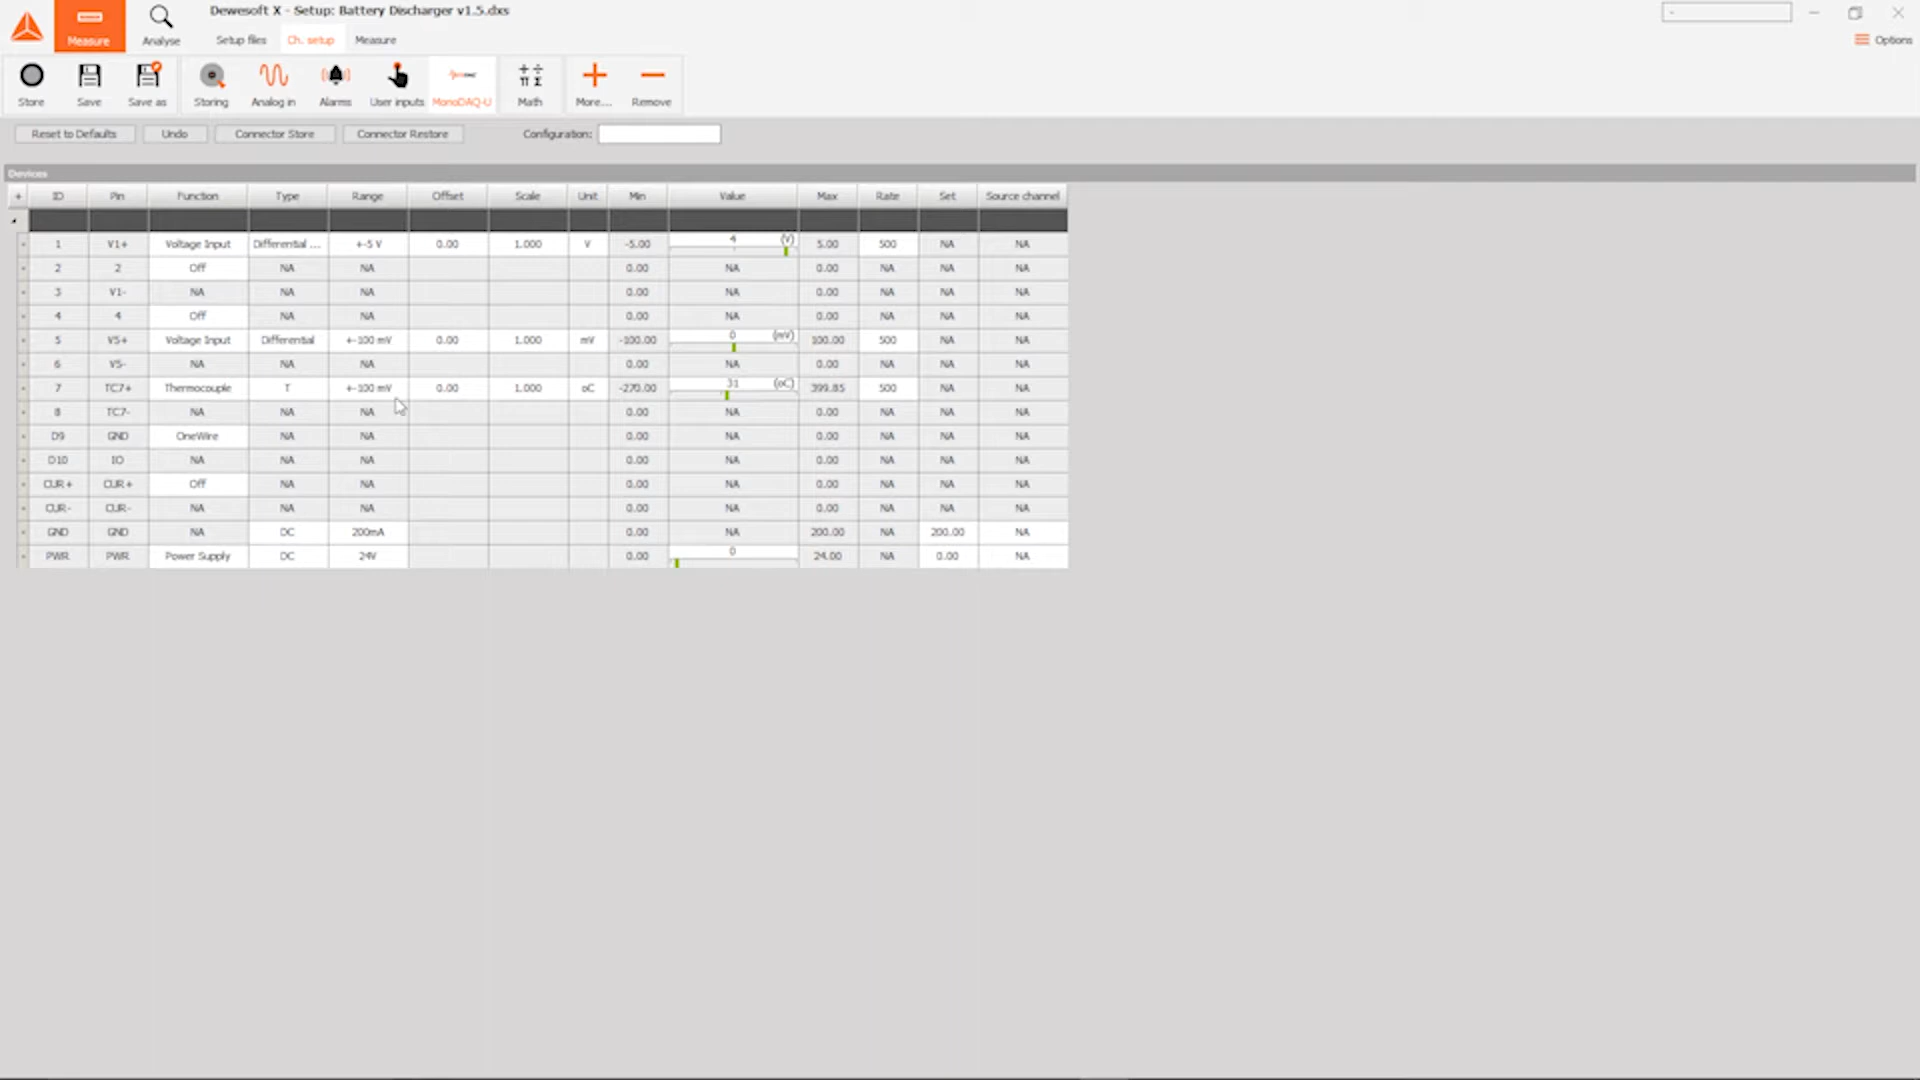 Dewesoft X - Setup: Battery Discharger v1.5.dxs
Measure Analyse Setup files Ch. setup Measure
Options
Store Save Save as Storing Analog in Alarms User inputs MonoDAQ-U Math More... Remove
Reset to Defaults Undo Connector Store Connector Restore Configuration:
Devices
+ ID Pin Function Type Range Offset Scale Unit Min Value Max Rate Set Source channel
1 V1+ Voltage Input Differential ... +-5 V 0.00 1.000 V -5.00 4 (V) 5.00 500 NA NA
2 2 Off NA NA 0.00 NA 0.00 NA NA NA
3 V1- NA NA NA 0.00 NA 0.00 NA NA NA
4 4 Off NA NA 0.00 NA 0.00 NA NA NA
5 V5+ Voltage Input Differential +-100 mV 0.00 1.000 mV -100.00 0 (mV) 100.00 500 NA NA
6 V5- NA NA NA 0.00 NA 0.00 NA NA NA
7 TC7+ Thermocouple T +-100 mV 0.00 1.000 oC -270.00 31 (oC) 399.85 500 NA NA
8 TC7- NA NA NA 0.00 NA 0.00 NA NA NA
D9 GND OneWire NA NA 0.00 NA 0.00 NA NA NA
D10 IO NA NA NA 0.00 NA 0.00 NA NA NA
CUR+ CUR+ Off NA NA 0.00 NA 0.00 NA NA NA
CUR- CUR- NA NA NA 0.00 NA 0.00 NA NA NA
GND GND NA DC 200mA 0.00 NA 200.00 NA 200.00 NA
PWR PWR Power Supply DC 24V 0.00 0 24.00 NA 0.00 NA